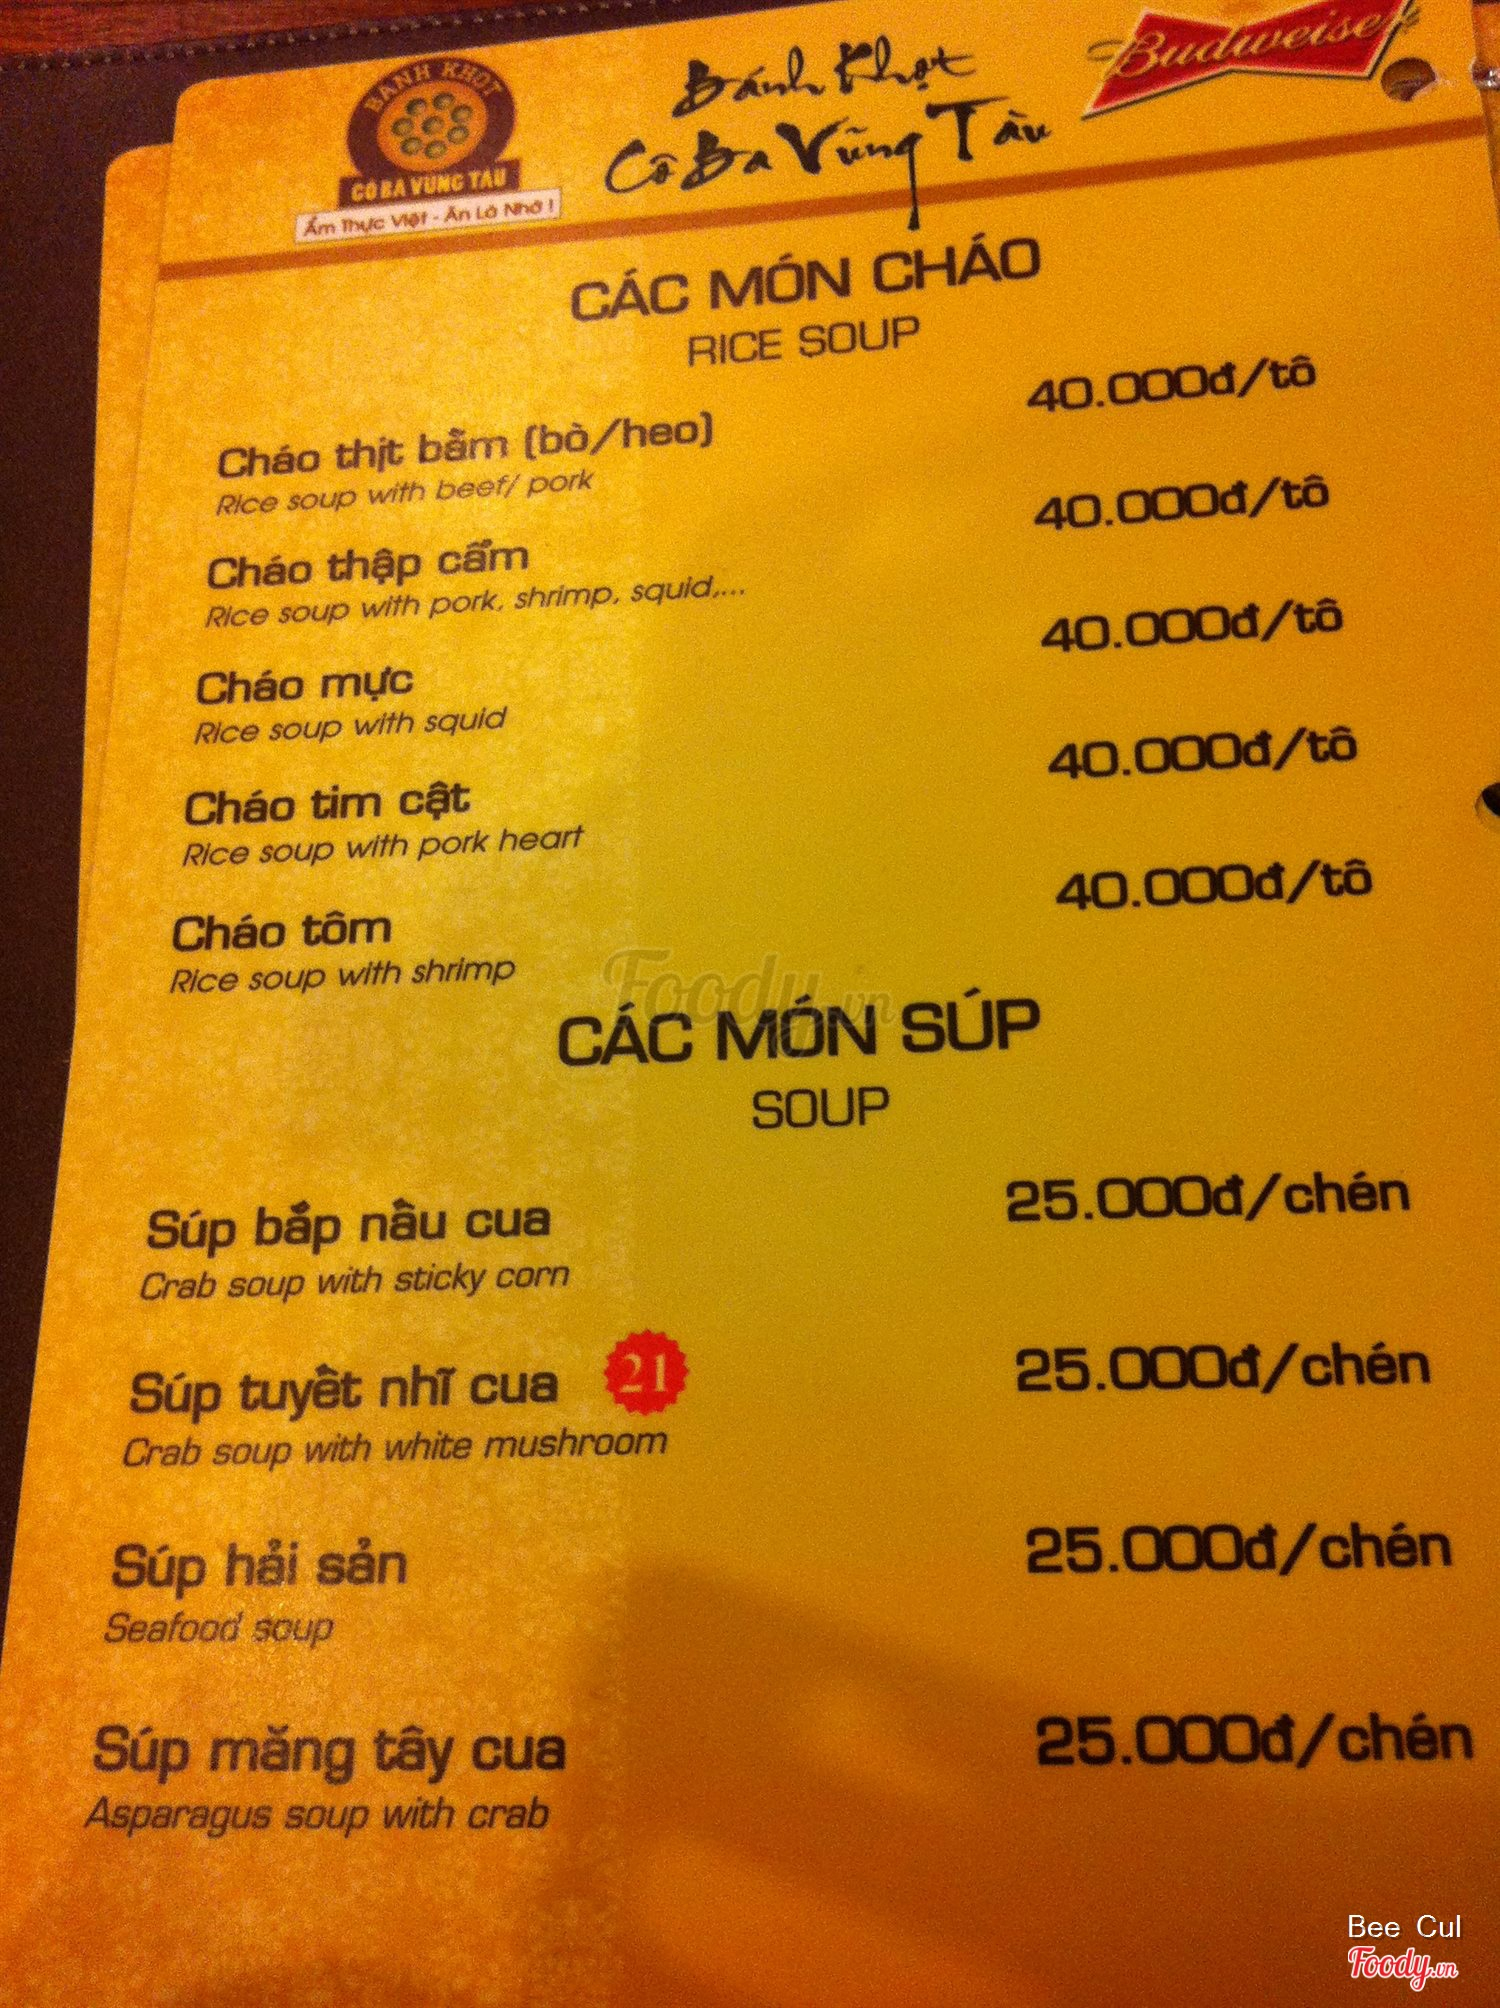 BÁNH KHỌT
CÔ BA VŨNG TÀU
Ẩm Thực Việt - Ăn Là Nhớ !
Bánh Khọt
Cô Ba Vũng Tàu
Budweiser
CÁC MÓN CHÁO
RICE SOUP
Cháo thịt bằm (bò/heo) 40.000đ/tô
Rice soup with beef/ pork
Cháo thập cẩm 40.000đ/tô
Rice soup with pork, shrimp, squid,...
Cháo mực 40.000đ/tô
Rice soup with squid
Cháo tim cật 40.000đ/tô
Rice soup with pork heart
Cháo tôm 40.000đ/tô
Rice soup with shrimp
Foody.vn
CÁC MÓN SÚP
SOUP
Súp bắp nầu cua 25.000đ/chén
Crab soup with sticky corn
Súp tuyết nhĩ cua 21 25.000đ/chén
Crab soup with white mushroom
Súp hải sản 25.000đ/chén
Seafood soup
Súp măng tây cua 25.000đ/chén
Asparagus soup with crab
Bee Cul
Foody.vn